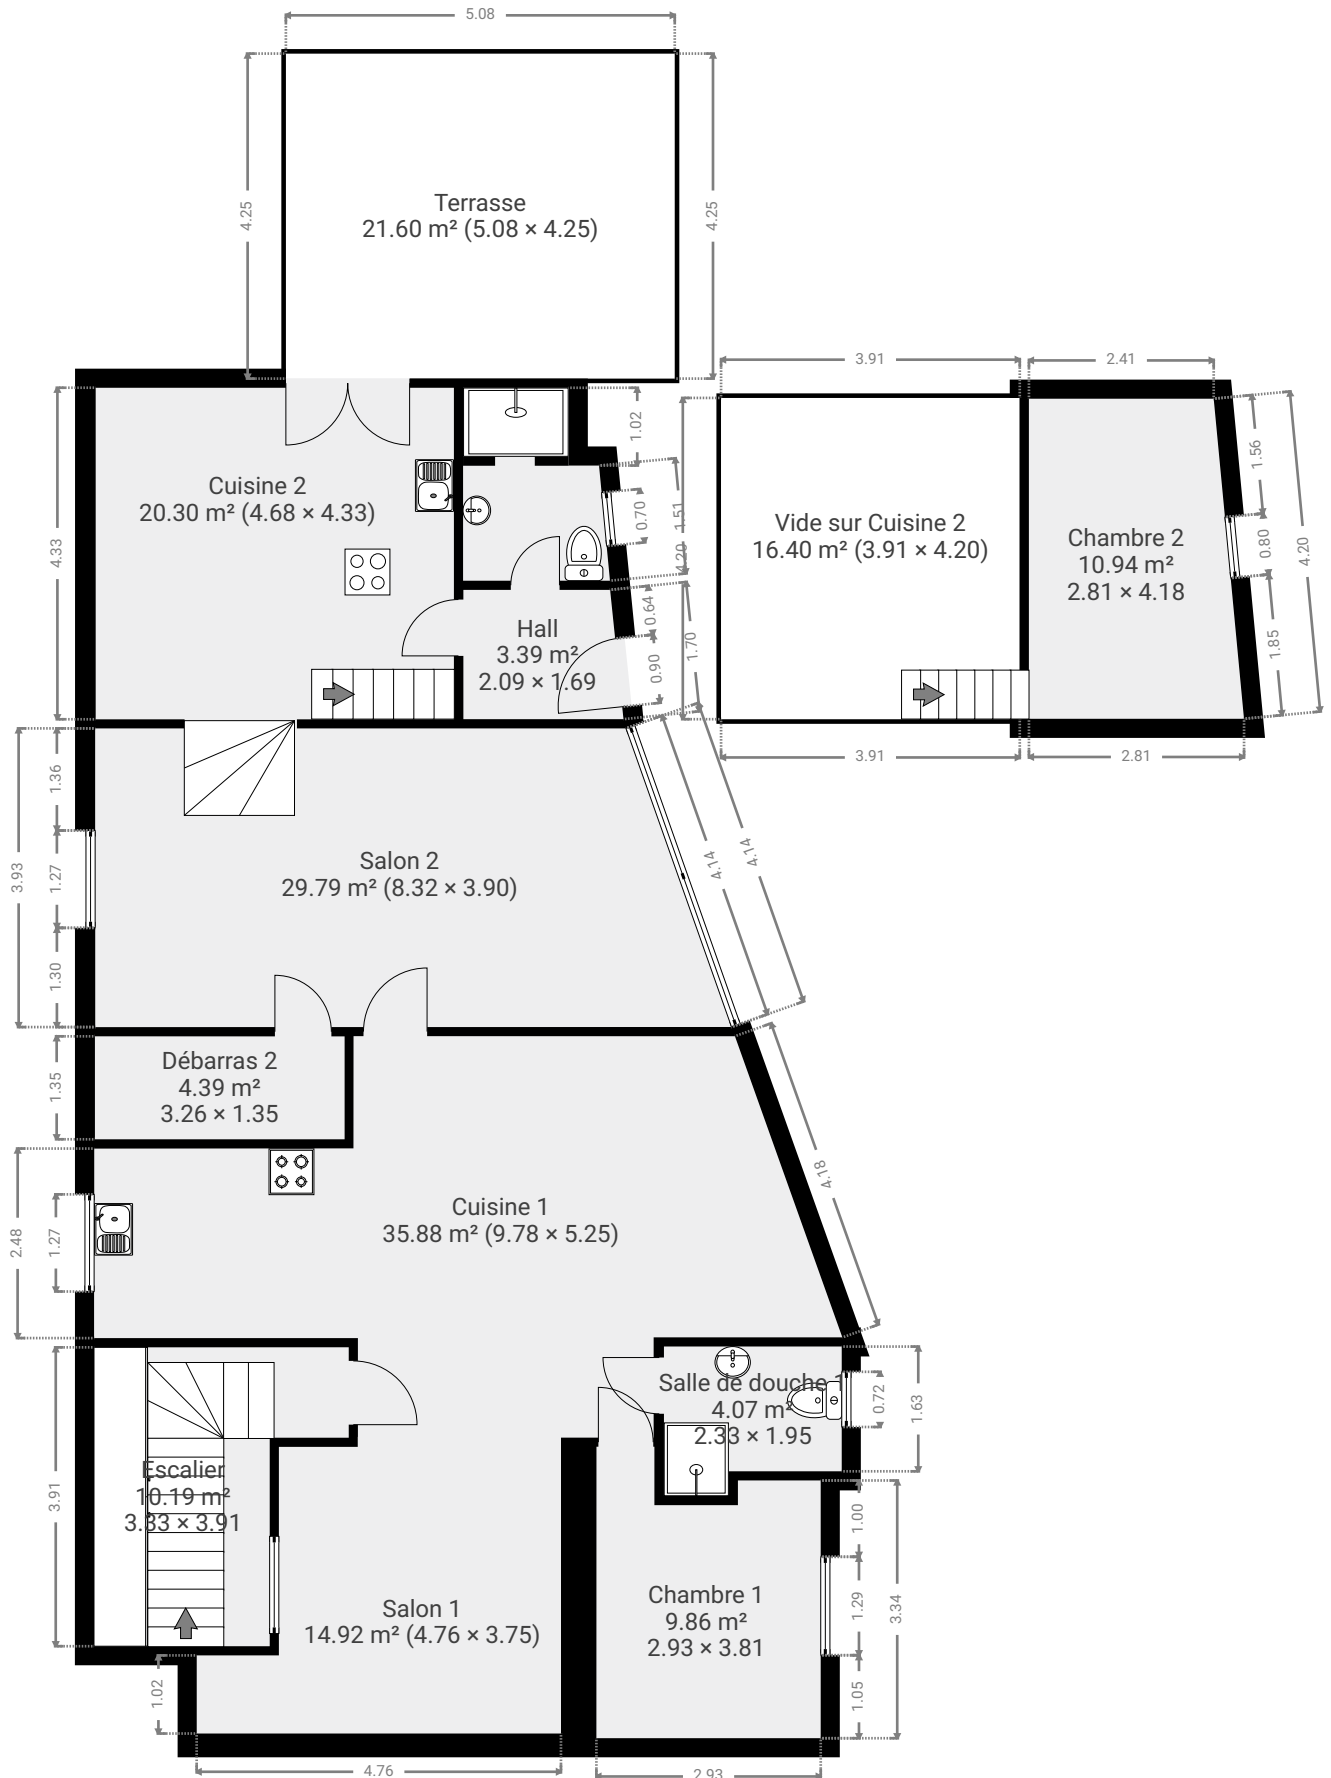 5.08
4.25
4.25
Terrasse
21.60 m² (5.08 × 4.25)
3.91
2.41
1.02
1.56
Cuisine 2
20.30 m² (4.68 × 4.33)
0.70
1.51
4.20
4.33
Vide sur Cuisine 2
16.40 m² (3.91 × 4.20)
Chambre 2
10.94 m²
2.81 × 4.18
0.80
4.20
0.64
Hall
3.39 m²
2.09 × 1.69
0.90
1.70
1.85
3.91
2.81
1.36
3.93
1.27
Salon 2
29.79 m² (8.32 × 3.90)
4.14
4.14
1.30
Débarras 2
4.39 m²
3.26 × 1.35
1.35
4.18
Cuisine 1
35.88 m² (9.78 × 5.25)
2.48
1.27
Salle de douche 1
4.07 m²
2.33 × 1.95
0.72
1.63
Escalier
10.19 m²
3.33 × 3.91
3.91
1.00
Chambre 1
9.86 m²
2.93 × 3.81
1.29
3.34
Salon 1
14.92 m² (4.76 × 3.75)
1.02
1.05
4.76
2.93